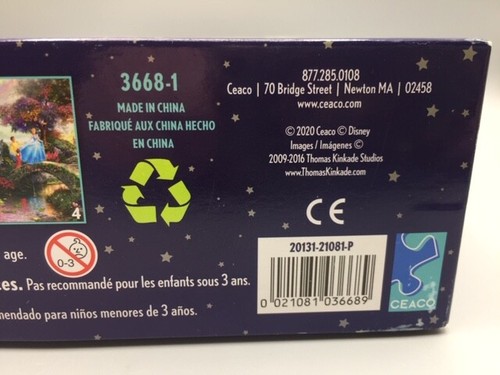 3668-1
MADE IN CHINA
FABRIQUÉ AUX CHINA HECHO
EN CHINA
877.285.0108
Ceaco | 70 Bridge Street | Newton MA | 02458
www.ceaco.com
© 2020 Ceaco © Disney
Images / Imágenes ©
2009-2016 Thomas Kinkade Studios
www.ThomasKinkade.com
CE
4
age.
0-3
Pas recommandé pour les enfants sous 3 ans.
para niños menores de 3 años.
20131-21081-P
0 021081 036689
CEACO